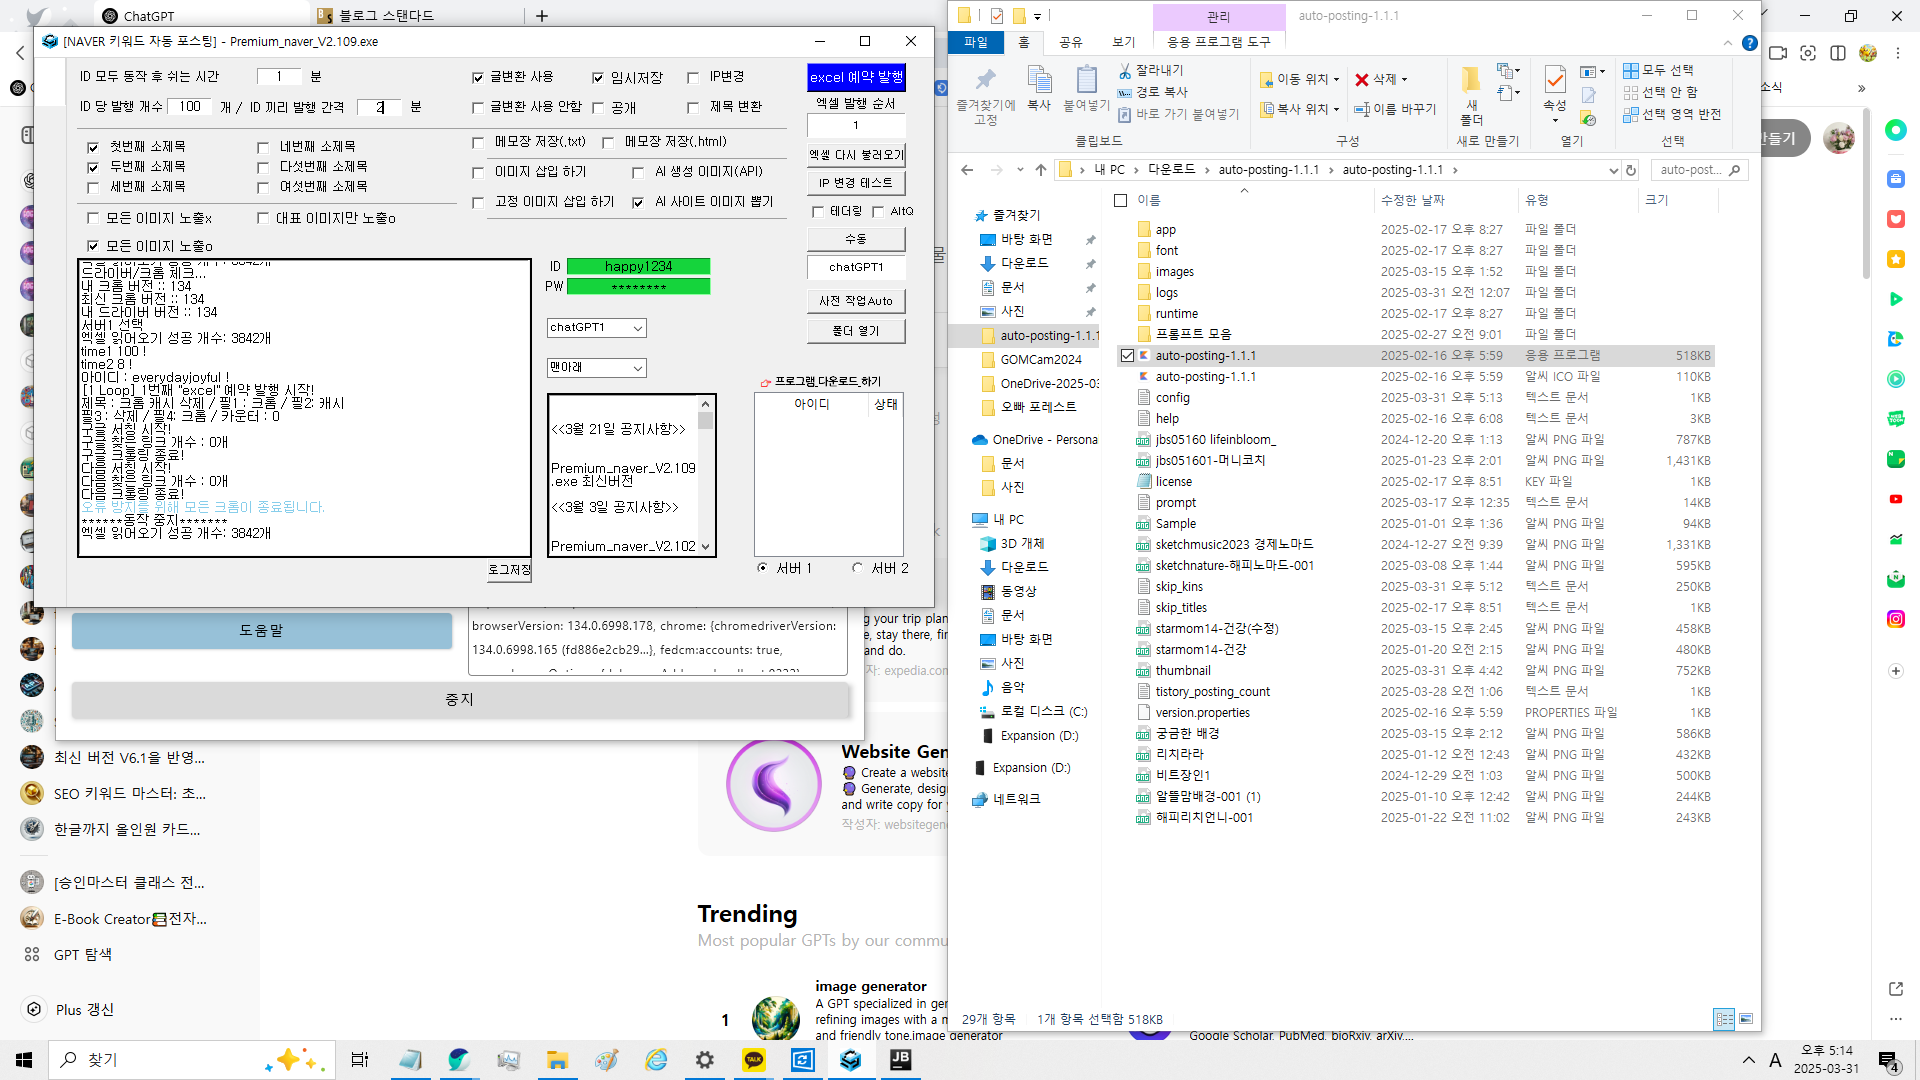 ChatGPT
블로그 스탠다드
[NAVER 키워드 자동 포스팅] - Premium_naver_V2.109.exe
ID 모두 동작 후 쉬는 시간 1 분
ID 당 발행 개수 100 개 / ID 끼리 발행 간격 2 분
글변환 사용 임시저장 IP변경
글변환 사용 안함 공개 제목 변환
excel 예약 발행
엑셀 발행 순서
1
엑셀 다시 불러오기
IP 변경 테스트
테더링 AltQ
수동
chatGPT1
사전 작업Auto
폴더 열기
첫번째 소제목 네번째 소제목
두번째 소제목 다섯번째 소제목
세번째 소제목 여섯번째 소제목
메모장 저장(.txt) 메모장 저장(.html)
이미지 삽입 하기 AI 생성 이미지(API)
고정 이미지 삽입 하기 AI 사이트 이미지 뽑기
모든 이미지 노출x 대표 이미지만 노출o
모든 이미지 노출o
드라이버/크롬 체크...
내 크롬 버전 :: 134
최신 크롬 버전 :: 134
내 드라이버 버전 :: 134
서버1 선택
엑셀 읽어오기 성공 개수: 3842개
time1 100 !
time2 8 !
아이디 : everydayjoyful !
[1 Loop] 1번째 "excel" 예약 발행 시작!
제목 : 크롬 캐시 삭제 / 필1 : 크롬 / 필2: 캐시
필3 : 삭제 / 필4: 크롬 / 카운터 : 0
구글 서칭 시작!
구글 찾은 링크 개수 : 0개
구글 크롤링 종료!
다음 서칭 시작!
다음 찾은 링크 개수 : 0개
다음 크롤링 종료!
오류 방지를 위해 모든 크롬이 종료됩니다.
*******동작 중지*******
엑셀 읽어오기 성공 개수: 3842개
로그저장
ID happy1234
PW ********
chatGPT1
맨아래
<<3월 21일 공지사항>>
Premium_naver_V2.109
.exe 최신버전
<<3월 3일 공지사항>>
Premium_naver_V2.102
프로그램_다운로드_하기
아이디 상태
서버 1 서버 2
도움말
browserVersion: 134.0.6998.178, chrome: {chromedriverVersion:
134.0.6998.165 (fd886e2cb29...}, fedcm:accounts: true,
중지
최신 버전 V6.1을 반영...
SEO 키워드 마스터: 초...
한글까지 올인원 카드...
[승인마스터 클래스 전...
E-Book Creator 전자...
GPT 탐색
Plus 갱신
g your trip plan
e, stay there, fin
and do.
자: expedia.com
Website Gen
Create a website
Generate, desig
and write copy for y
작성자: websitegen
Trending
Most popular GPTs by our commu
1
image generator
A GPT specialized in gen
refining images with a m
and friendly tone.image generator
Google Scholar, PubMed, bioRxiv, arXiv,...
관리
auto-posting-1.1.1
파일 홈 공유 보기 응용 프로그램 도구
즐겨찾기에
고정
복사
붙여넣기
잘라내기
경로 복사
바로 가기 붙여넣기
클립보드
이동 위치
복사 위치
삭제
이름 바꾸기
구성
새
폴더
새로 만들기
속성
열기
모두 선택
선택 안 함
선택 영역 반전
선택
내 PC 다운로드 auto-posting-1.1.1 auto-posting-1.1.1
auto-post...
즐겨찾기
바탕 화면
다운로드
문서
사진
auto-posting-1.1.1
GOMCam2024
OneDrive-2025-03
오빠 포레스트
OneDrive - Persona
문서
사진
내 PC
3D 개체
다운로드
동영상
문서
바탕 화면
사진
음악
로컬 디스크 (C:)
Expansion (D:)
Expansion (D:)
네트워크
이름 수정한 날짜 유형 크기
app 2025-02-17 오후 8:27 파일 폴더
font 2025-02-17 오후 8:27 파일 폴더
images 2025-03-15 오후 1:52 파일 폴더
logs 2025-03-31 오전 12:07 파일 폴더
runtime 2025-02-17 오후 8:27 파일 폴더
프롬프트 모음 2025-02-27 오전 9:01 파일 폴더
auto-posting-1.1.1 2025-02-16 오후 5:59 응용 프로그램 518KB
auto-posting-1.1.1 2025-02-16 오후 5:59 알씨 ICO 파일 110KB
config 2025-03-31 오후 5:13 텍스트 문서 1KB
help 2025-02-16 오후 6:08 텍스트 문서 3KB
jbs05160 lifeinbloom_ 2024-12-20 오후 1:13 알씨 PNG 파일 787KB
jbs051601-머니코치 2025-01-23 오후 2:01 알씨 PNG 파일 1,431KB
license 2025-02-17 오후 8:51 KEY 파일 1KB
prompt 2025-03-17 오후 12:35 텍스트 문서 14KB
Sample 2025-01-01 오후 1:36 알씨 PNG 파일 94KB
sketchmusic2023 경제노마드 2024-12-27 오전 9:39 알씨 PNG 파일 1,331KB
sketchnature-해피노마드-001 2025-03-08 오후 1:44 알씨 PNG 파일 595KB
skip_kins 2025-03-31 오후 5:12 텍스트 문서 250KB
skip_titles 2025-02-17 오후 8:51 텍스트 문서 1KB
starmom14-건강(수정) 2025-03-15 오후 2:45 알씨 PNG 파일 458KB
starmom14-건강 2025-01-20 오전 2:15 알씨 PNG 파일 480KB
thumbnail 2025-03-31 오후 4:42 알씨 PNG 파일 752KB
tistory_posting_count 2025-03-28 오전 1:06 텍스트 문서 1KB
version.properties 2025-02-16 오후 5:59 PROPERTIES 파일 1KB
궁금한 배경 2025-03-15 오후 2:12 알씨 PNG 파일 586KB
리치라라 2025-01-12 오전 12:43 알씨 PNG 파일 432KB
비트장인1 2024-12-29 오전 1:03 알씨 PNG 파일 500KB
알뜰맘배경-001 (1) 2025-01-10 오후 12:42 알씨 PNG 파일 244KB
해피리치언니-001 2025-01-22 오전 11:02 알씨 PNG 파일 243KB
29개 항목 1개 항목 선택함 518KB
만들기
찾기
TALK
JB
A
오후 5:14
2025-03-31
4